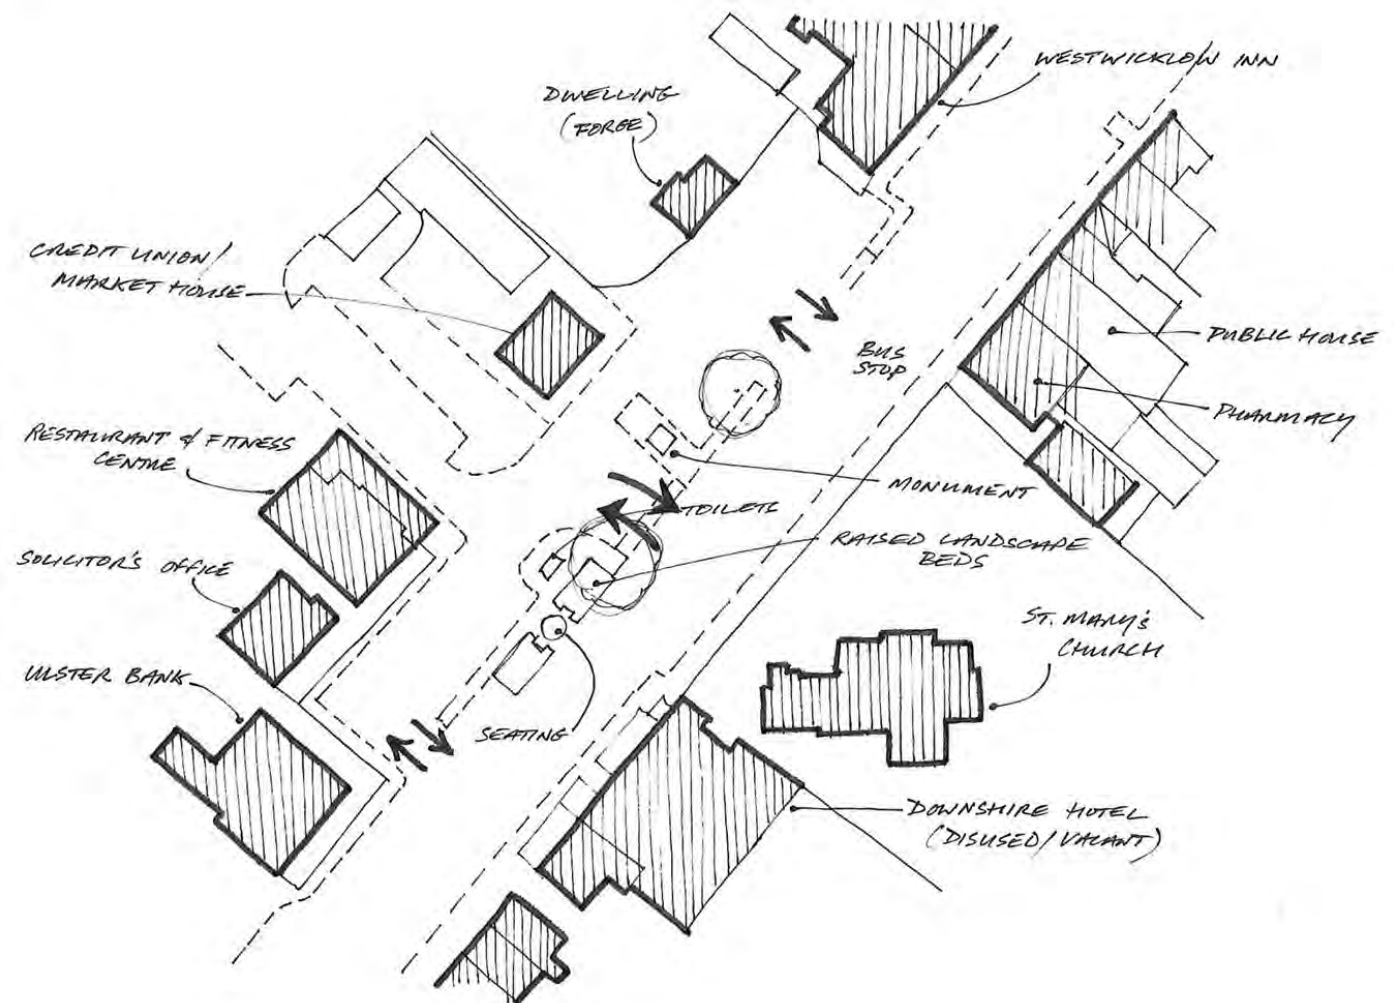 WESTWICKLOW INN
DWELLING
(FORGE)
CREDIT UNION/
MARKET HOUSE
BUS
STOP
PUBLIC HOUSE
PHARMACY
RESTAURANT & FITNESS
CENTRE
MONUMENT
TOILETS
RAISED LANDSCAPE
BEDS
SOLICITOR'S OFFICE
ST. MARY'S
CHURCH
ULSTER BANK
SEATING
DOWNSHIRE HOTEL
(DISUSED/VACANT)